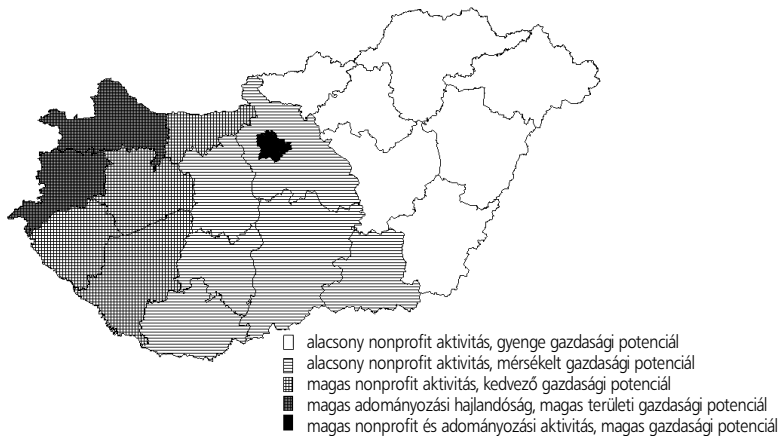 alacsony nonprofit aktivitás, gyenge gazdasági potenciál
alacsony nonprofit aktivitás, mérsékelt gazdasági potenciál
magas nonprofit aktivitás, kedvező gazdasági potenciál
magas adományozási hajlandóság, magas területi gazdasági potenciál
magas nonprofit és adományozási aktivitás, magas gazdasági potenciál